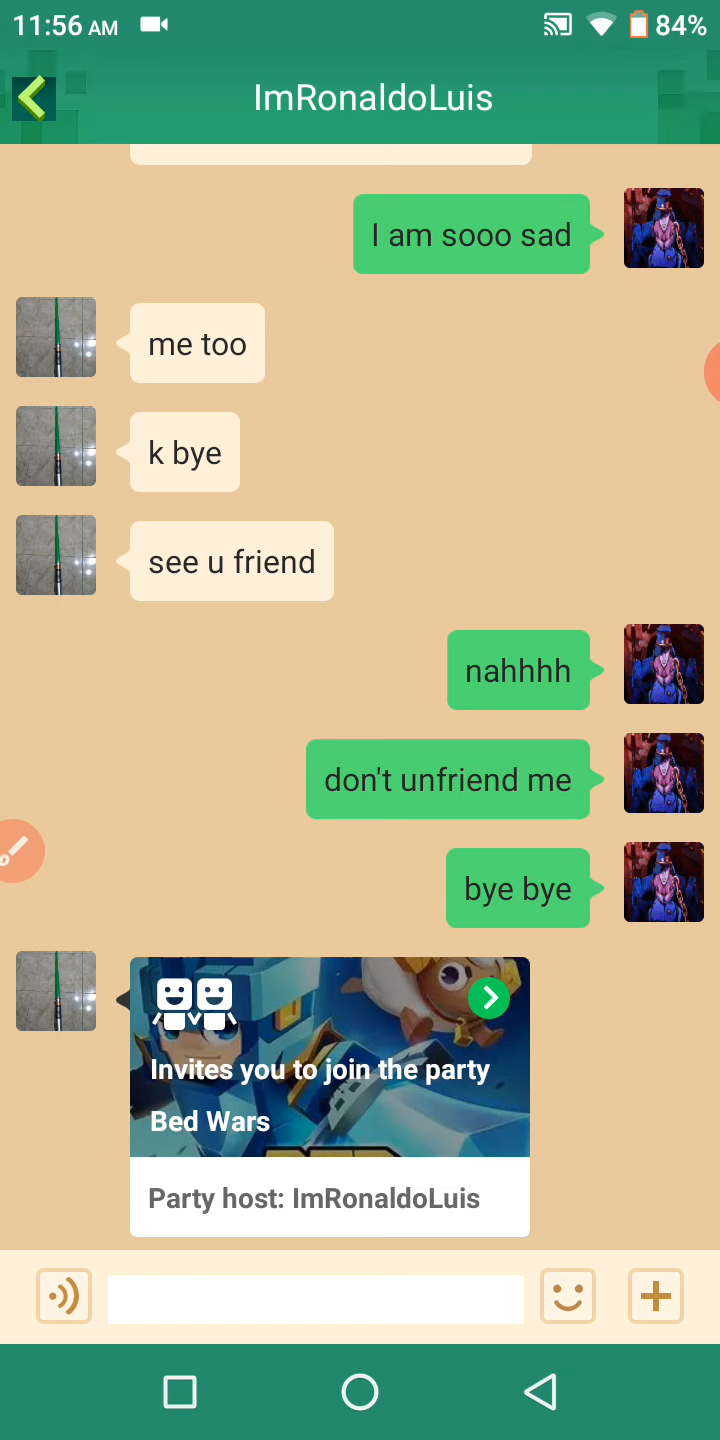 11:56 AM
84%
ImRonaldoLuis
I am sooo sad
me too
k bye
see u friend
nahhhh
don't unfriend me
bye bye
Invites you to join the party
Bed Wars
Party host: ImRonaldoLuis